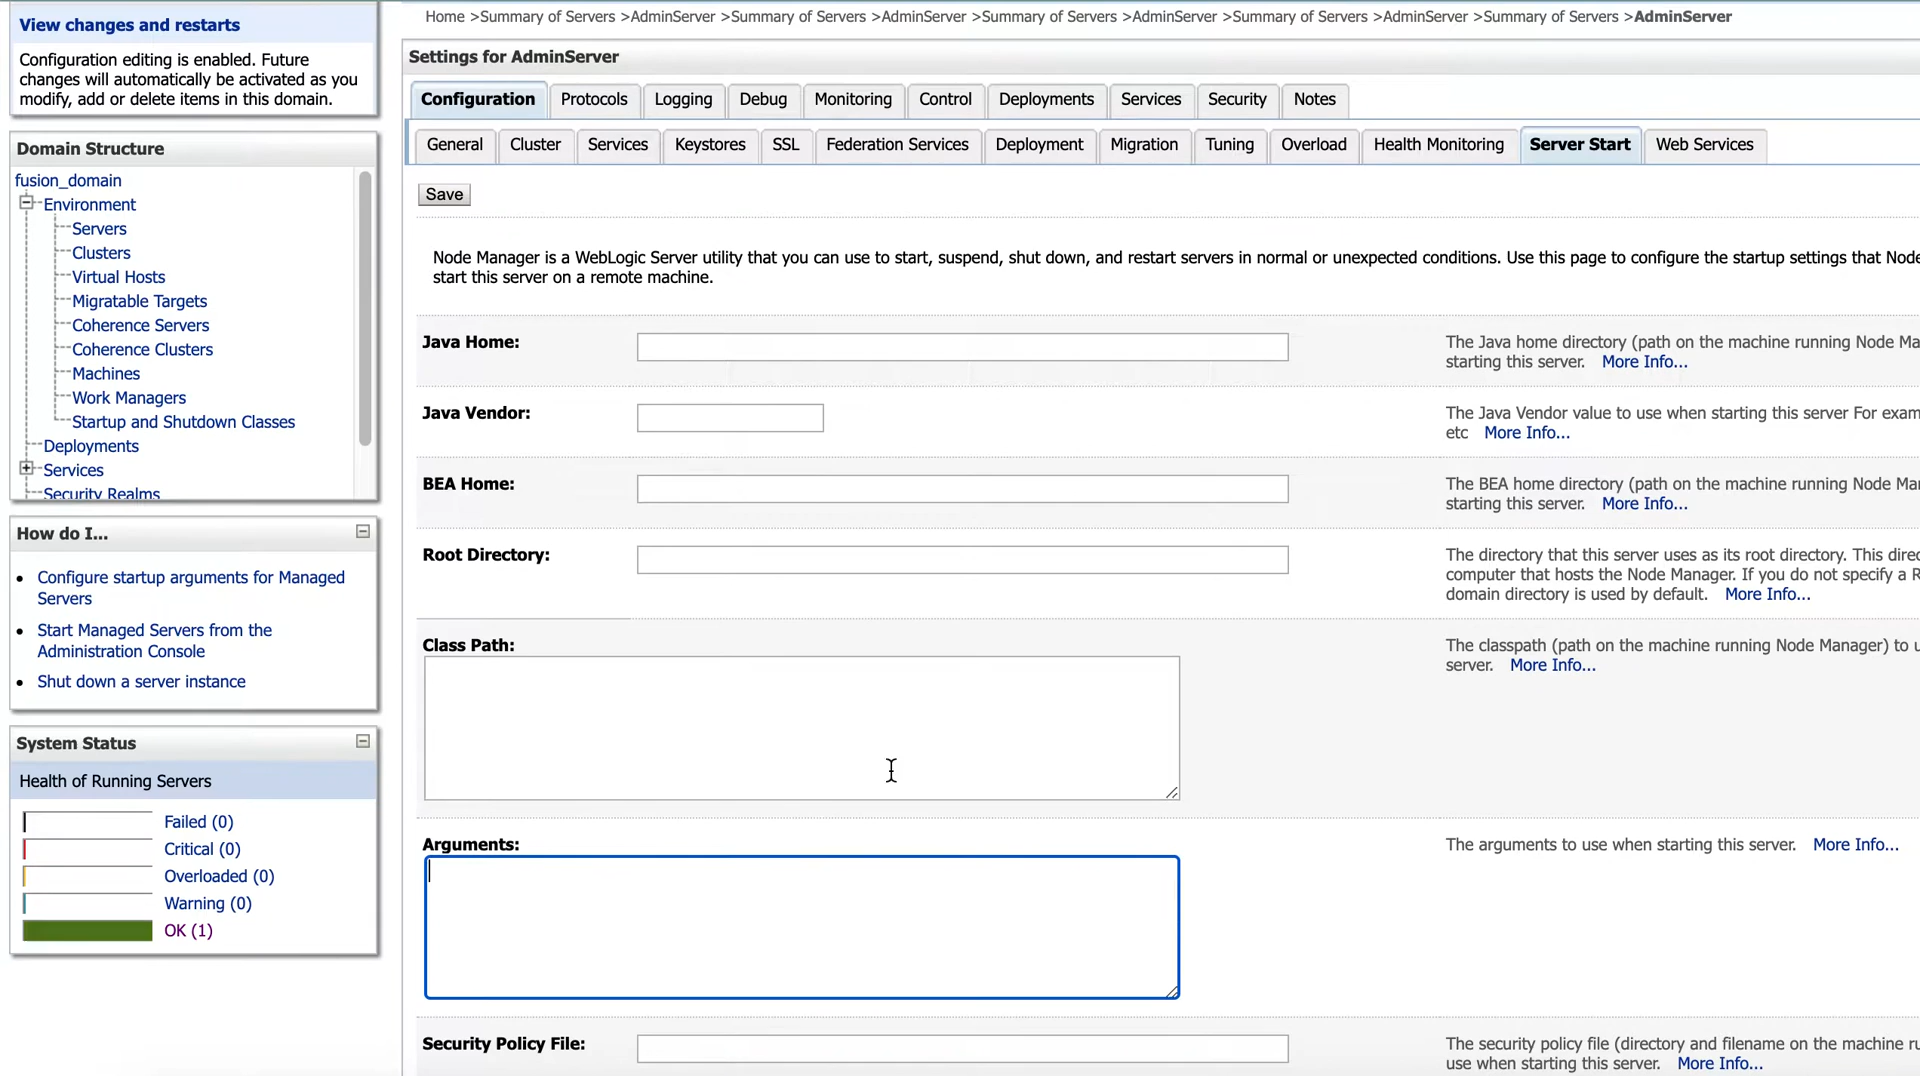 View changes and restarts
Configuration editing is enabled. Future
changes will automatically be activated as you
modify, add or delete items in this domain.
Domain Structure
fusion_domain
Environment
Servers
Clusters
Virtual Hosts
Migratable Targets
Coherence Servers
Coherence Clusters
Machines
Work Managers
Startup and Shutdown Classes
Deployments
Services
Security Realms
How do I...
Configure startup arguments for Managed
Servers
Start Managed Servers from the
Administration Console
Shut down a server instance
System Status
Health of Running Servers
Failed (0)
Critical (0)
Overloaded (0)
Warning (0)
OK (1)
Home >Summary of Servers >AdminServer >Summary of Servers >AdminServer >Summary of Servers >AdminServer >Summary of Servers >AdminServer >Summary of Servers >AdminServer
Settings for AdminServer
Configuration Protocols Logging Debug Monitoring Control Deployments Services Security Notes
General Cluster Services Keystores SSL Federation Services Deployment Migration Tuning Overload Health Monitoring Server Start Web Services
Save
Node Manager is a WebLogic Server utility that you can use to start, suspend, shut down, and restart servers in normal or unexpected conditions. Use this page to configure the startup settings that Node
start this server on a remote machine.
Java Home:
The Java home directory (path on the machine running Node Ma
starting this server. More Info...
Java Vendor:
The Java Vendor value to use when starting this server For exam
etc More Info...
BEA Home:
The BEA home directory (path on the machine running Node Mar
starting this server. More Info...
Root Directory:
The directory that this server uses as its root directory. This direc
computer that hosts the Node Manager. If you do not specify a R
domain directory is used by default. More Info...
Class Path:
The classpath (path on the machine running Node Manager) to u
server. More Info...
Arguments:
The arguments to use when starting this server. More Info...
Security Policy File:
The security policy file (directory and filename on the machine ru
use when starting this server. More Info...